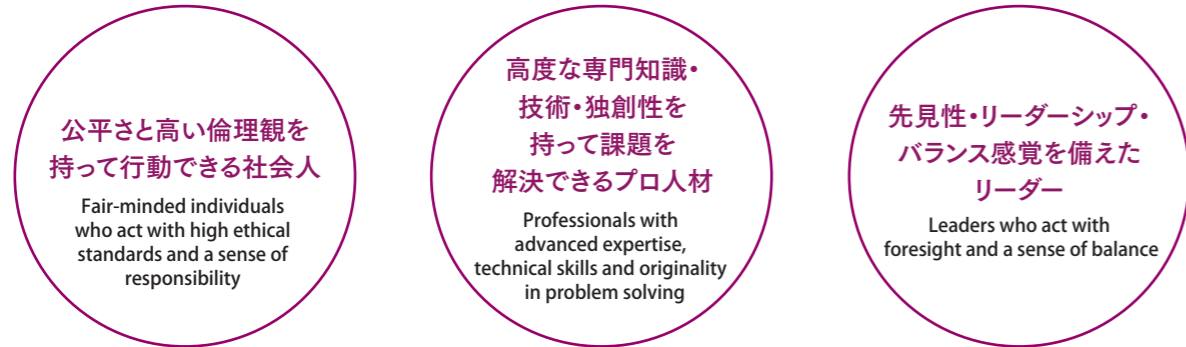 公平さと高い倫理観を
持って行動できる社会人
Fair-minded individuals
who act with high ethical
standards and a sense of
responsibility
高度な専門知識・
技術・独創性を
持って課題を
解決できるプロ人材
Professionals with
advanced expertise,
technical skills and originality
in problem solving
先見性・リーダーシップ・
バランス感覚を備えた
リーダー
Leaders who act with
foresight and a sense of balance